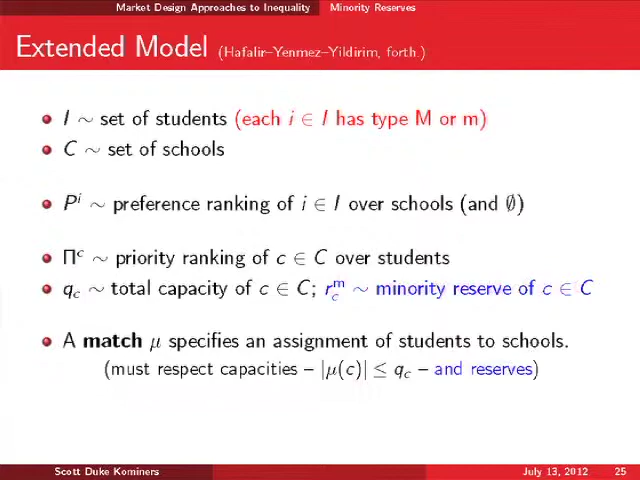 Market Design Approaches to Inequality Minority Reserves
Extended Model (Hafalir–Yenmez–Yildirim, forth.)
I ∼ set of students (each i ∈ I has type M or m)
C ∼ set of schools
Pⁱ ∼ preference ranking of i ∈ I over schools (and ∅)
Πᶜ ∼ priority ranking of c ∈ C over students
q_c ∼ total capacity of c ∈ C; r_c^m ∼ minority reserve of c ∈ C
A match μ specifies an assignment of students to schools.
(must respect capacities – |μ(c)| ≤ q_c – and reserves)
Scott Duke Kominers July 13, 2012 25